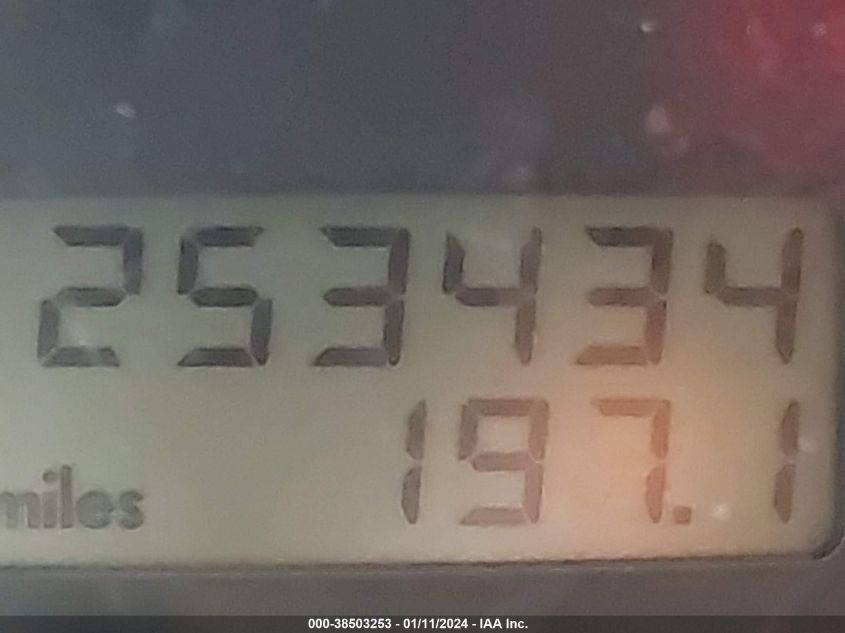 253434
197.1
miles
000-38503253 - 01/11/2024 - IAA Inc.